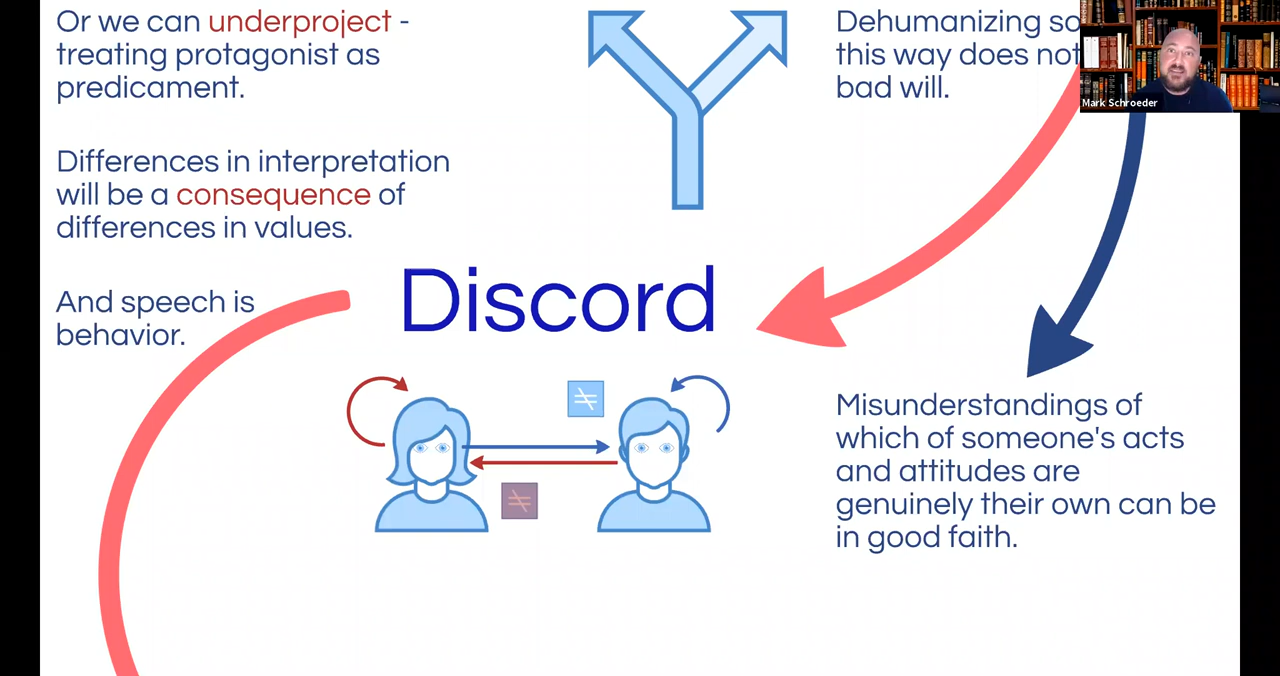 Or we can underproject -
treating protagonist as
predicament.
Differences in interpretation
will be a consequence of
differences in values.
And speech is
behavior.
Discord
Dehumanizing
this way does not
bad will.
Mark Schroeder
Misunderstandings of
which of someone's acts
and attitudes are
genuinely their own can be
in good faith.